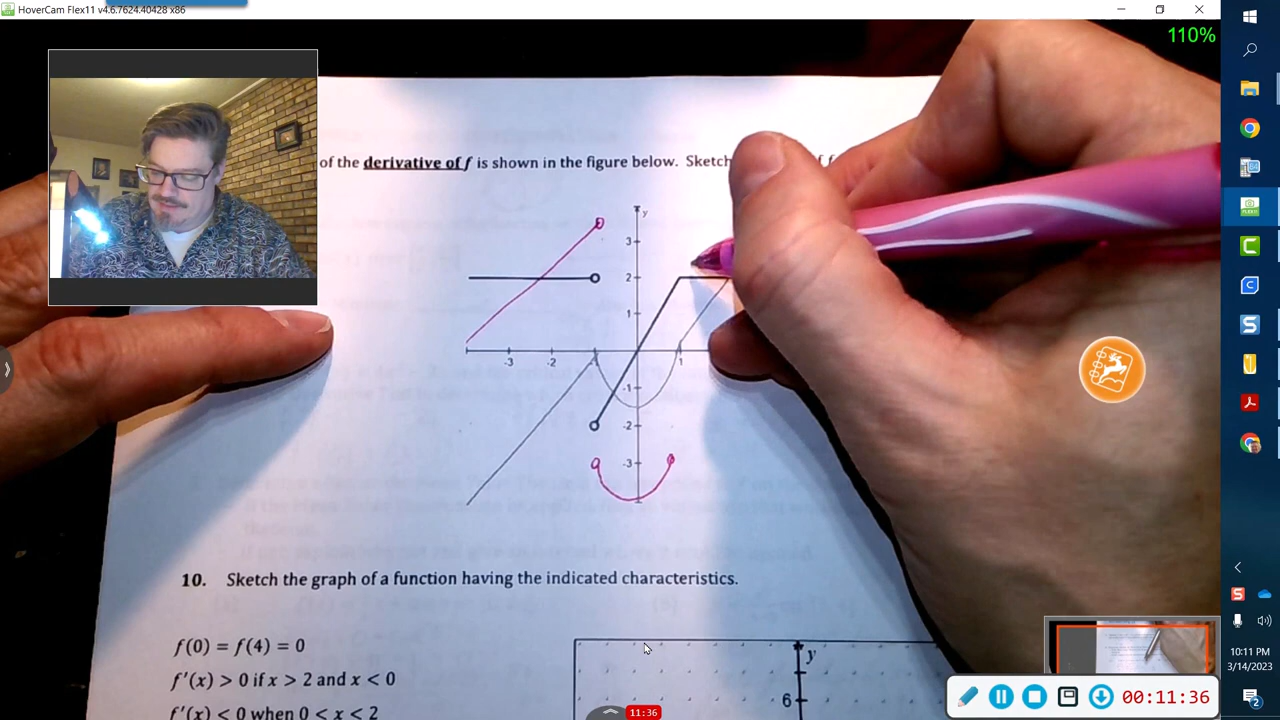 HoverCam Flex11 v4.6.7624.40428 x86
110%
of the derivative of f is shown in the figure below. Sketch
y
3
2
1
-3 -2 -1 1
-1
-2
-3
10. Sketch the graph of a function having the indicated characteristics.
f(0) = f(4) = 0
f'(x) > 0 if x > 2 and x < 0
f'(x) < 0 when 0 < x < 2
y
6
11:36
00:11:36
10:11 PM
3/14/2023
2